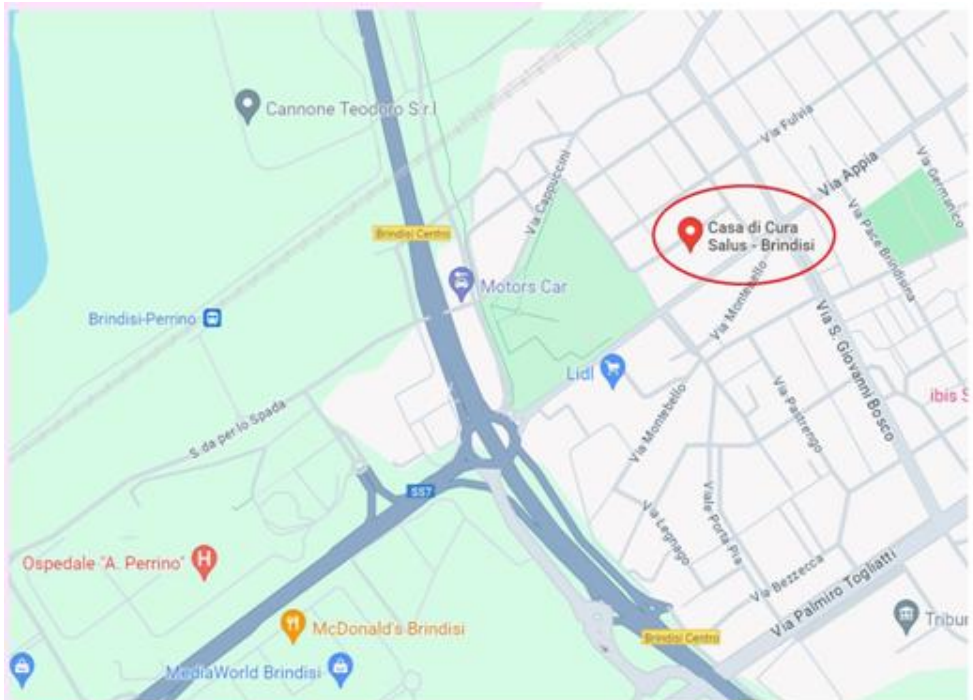 Cannone Teodoro S.r.l
Via Fulvia
Via Appia
Via Germanico
Via Cappuccini
Casa di Cura
Salus - Brindisi
Via Pace Brindisina
Brindisi Centro
Motors Car
Via Montebello
Brindisi-Perrino
Via S. Giovanni Bosco
Lidl
ibis S
Via Pastrengo
S.da per lo Spada
Via Montebello
SS7
Viale Porta Pia
Via Legnago
Ospedale "A. Perrino"
H
Via Bezzecca
Via Palmiro Togliatti
McDonald's Brindisi
Tribur
Brindisi Centro
MediaWorld Brindisi